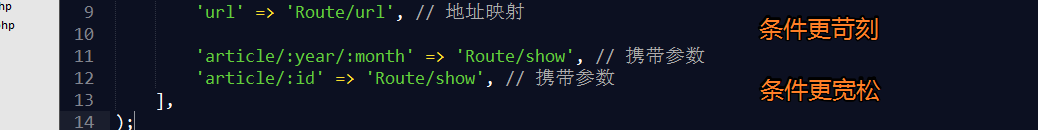 hp
hp
9 'url' => 'Route/url', // 地址映射
10
条件更苛刻
11 'article/:year/:month' => 'Route/show', // 携带参数
12 'article/:id' => 'Route/show', // 携带参数
条件更宽松
13 ],
14 );